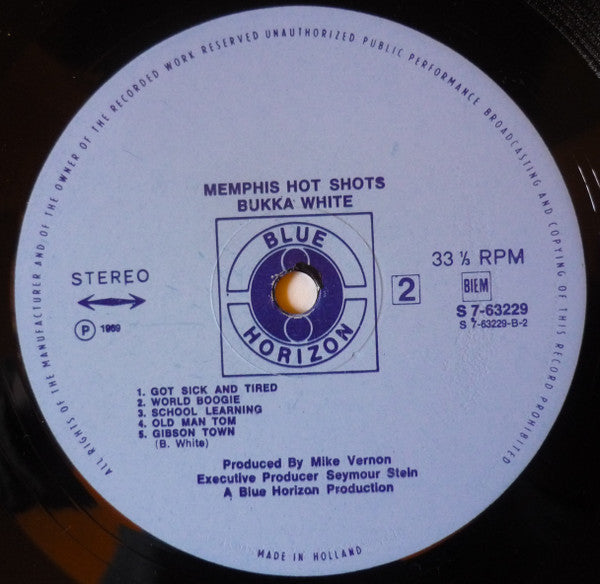 ALL RIGHTS OF THE MANUFACTURER AND OF THE OWNER OF THE RECORDED WORK RESERVED UNAUTHORIZED PUBLIC PERFORMANCE BROADCASTING AND COPYING OF THIS RECORD PROHIBITED
MEMPHIS HOT SHOTS
BUKKA WHITE
BLUE
HORIZON
STEREO
P 1969
33 ⅓ RPM
2
BIEM
S 7-63229
S 7-63229-B-2
1. GOT SICK AND TIRED
2. WORLD BOOGIE
3. SCHOOL LEARNING
4. OLD MAN TOM
5. GIBSON TOWN
(B. White)
Produced By Mike Vernon
Executive Producer Seymour Stein
A Blue Horizon Production
MADE IN HOLLAND